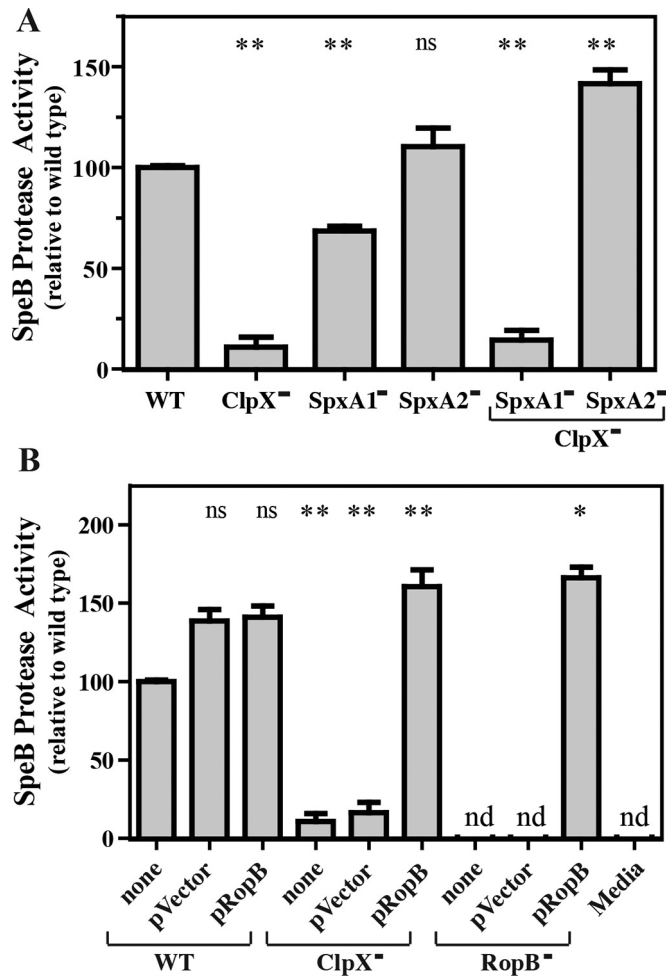 A
SpeB Protease Activity
(relative to wild type)
150
100
50
0
** ** ns ** **
WT ClpX⁻ SpxA1⁻ SpxA2⁻ SpxA1⁻ SpxA2⁻
ClpX⁻
B
SpeB Protease Activity
(relative to wild type)
200
150
100
50
0
ns ns ** ** ** *
nd nd nd
none pVector pRopB none pVector pRopB none pVector pRopB Media
WT ClpX⁻ RopB⁻